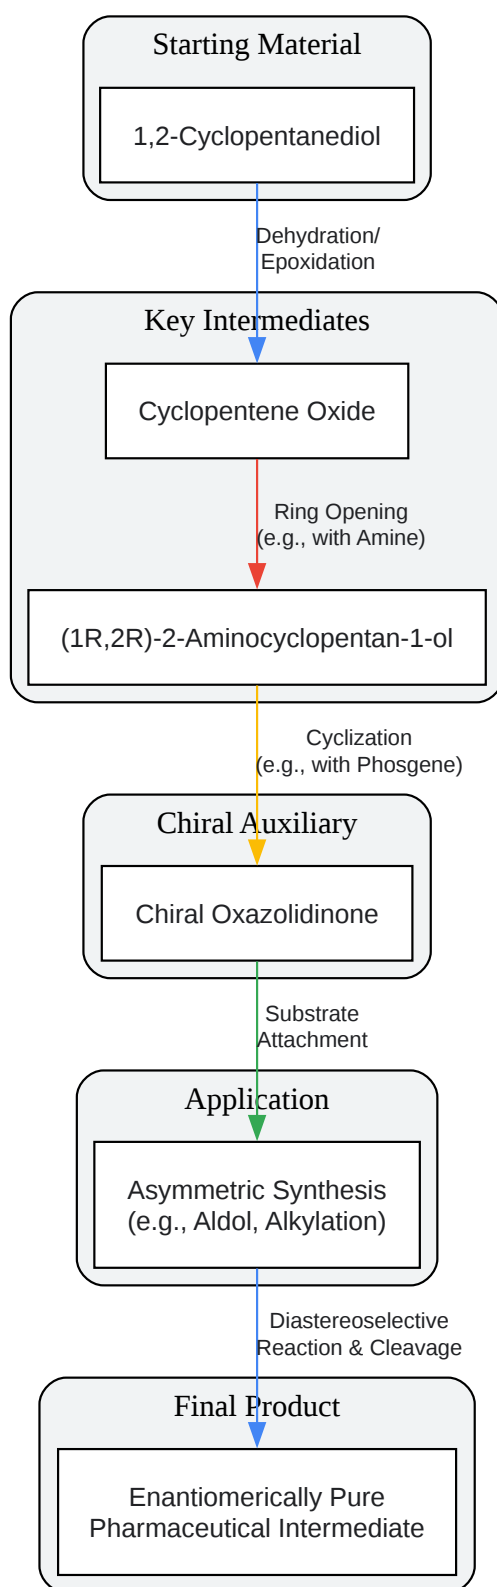 Starting Material
1,2-Cyclopentanediol
Dehydration/
Epoxidation
Key Intermediates
Cyclopentene Oxide
Ring Opening
(e.g., with Amine)
(1R,2R)-2-Aminocyclopentan-1-ol
Cyclization
(e.g., with Phosgene)
Chiral Auxiliary
Chiral Oxazolidinone
Substrate
Attachment
Application
Asymmetric Synthesis
(e.g., Aldol, Alkylation)
Diastereoselective
Reaction & Cleavage
Final Product
Enantiomerically Pure
Pharmaceutical Intermediate